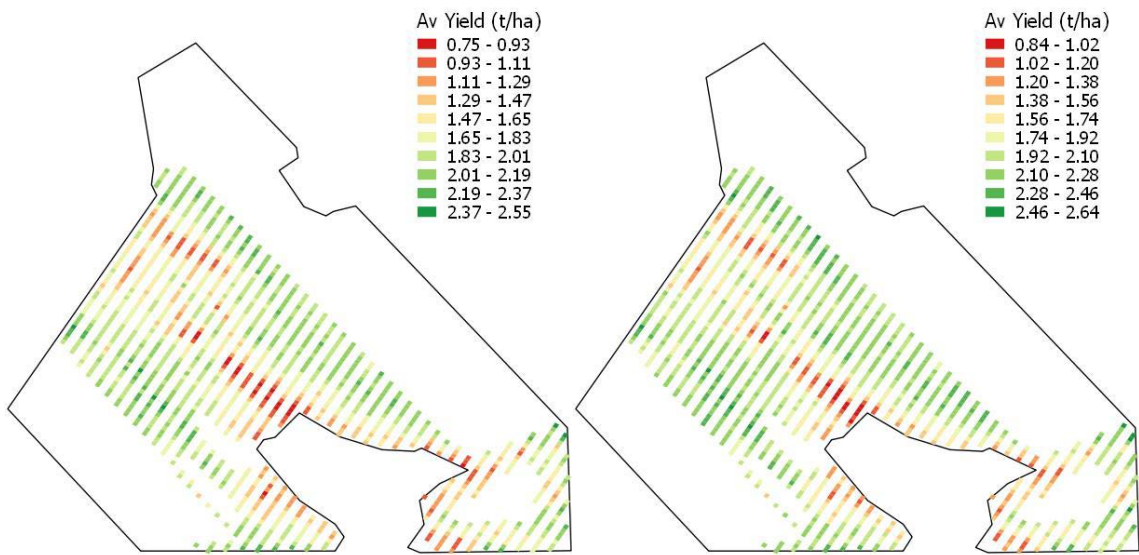 Av Yield (t/ha)
0.75 - 0.93
0.93 - 1.11
1.11 - 1.29
1.29 - 1.47
1.47 - 1.65
1.65 - 1.83
1.83 - 2.01
2.01 - 2.19
2.19 - 2.37
2.37 - 2.55
Av Yield (t/ha)
0.84 - 1.02
1.02 - 1.20
1.20 - 1.38
1.38 - 1.56
1.56 - 1.74
1.74 - 1.92
1.92 - 2.10
2.10 - 2.28
2.28 - 2.46
2.46 - 2.64